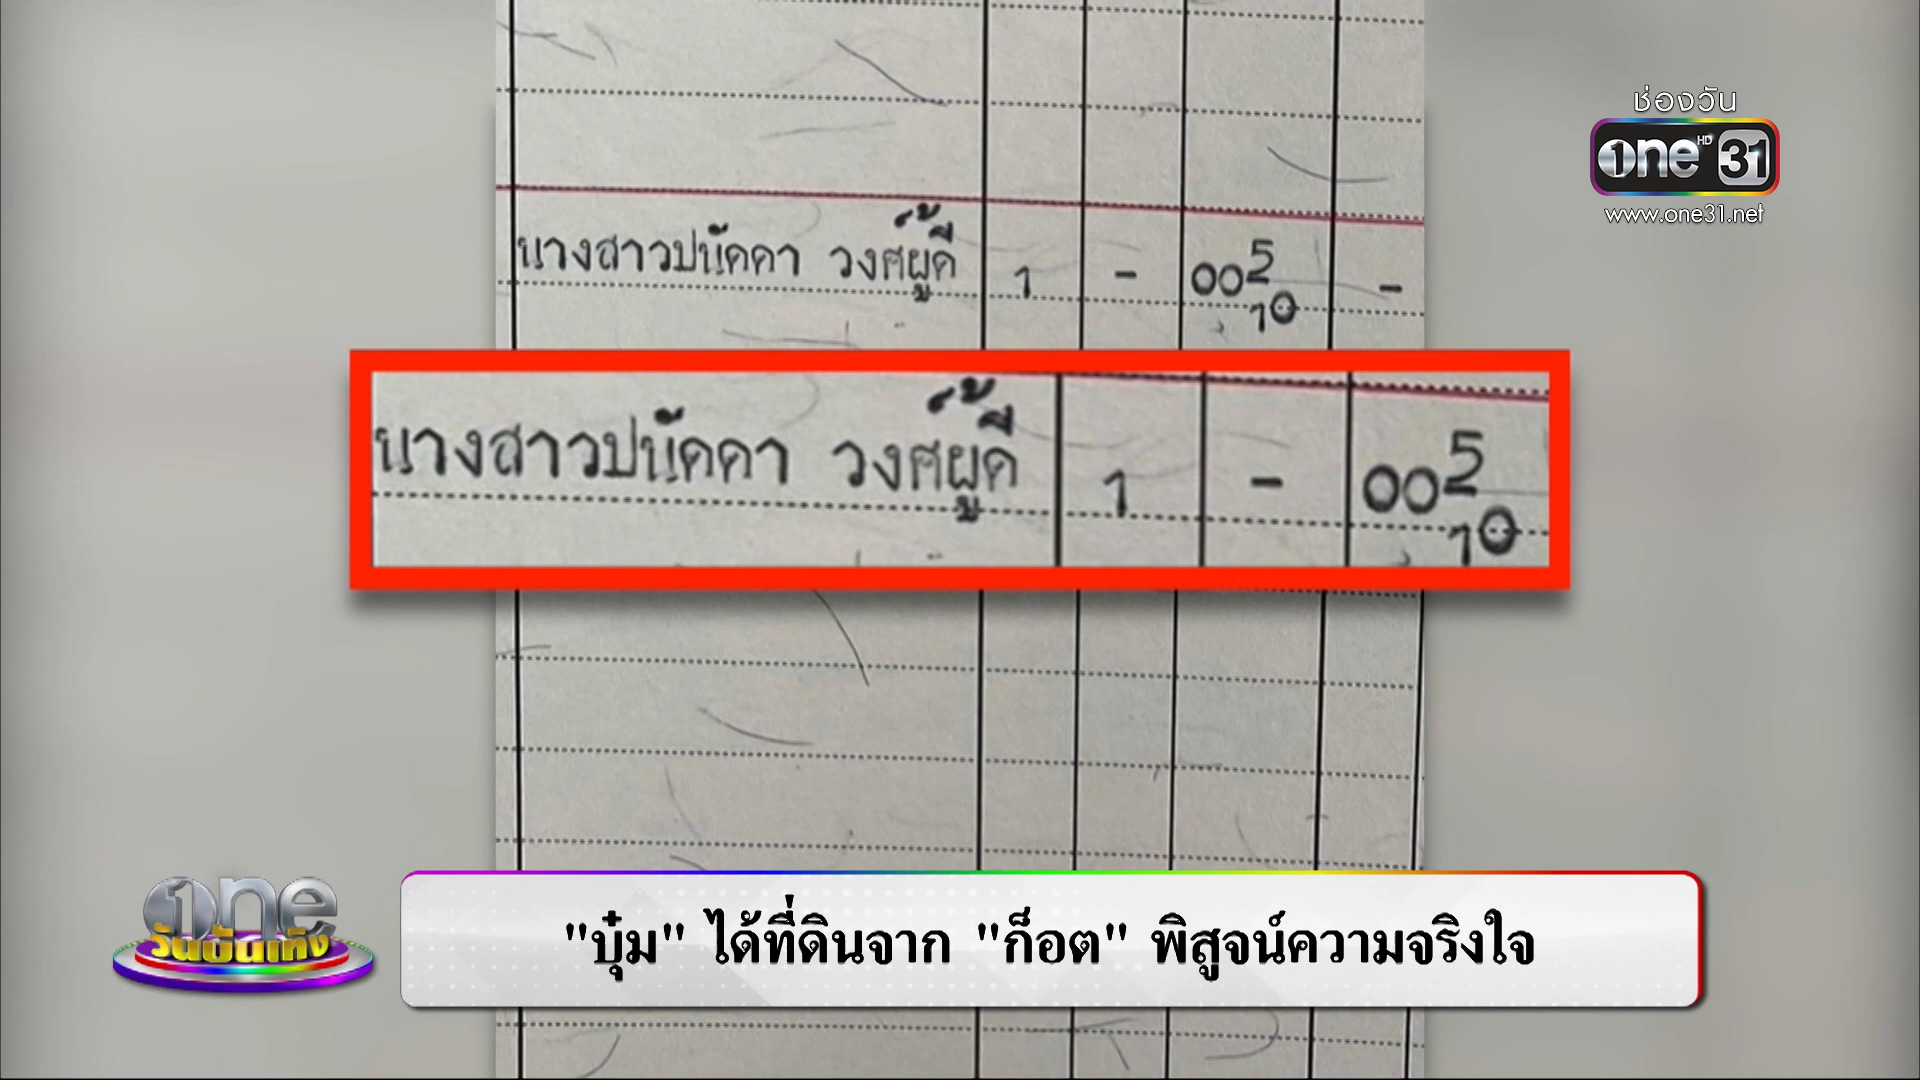 ช่องวัน
one HD 31
www.one31.net
นางสาวปนัดดา วงศ์ผู้ดี 1 - 00 5/10 -
นางสาวปนัดดา วงศ์ผู้ดี 1 - 00 5/10
one
วันบันเทิง
"บุ๋ม" ได้ที่ดินจาก "ก็อต" พิสูจน์ความจริงใจ